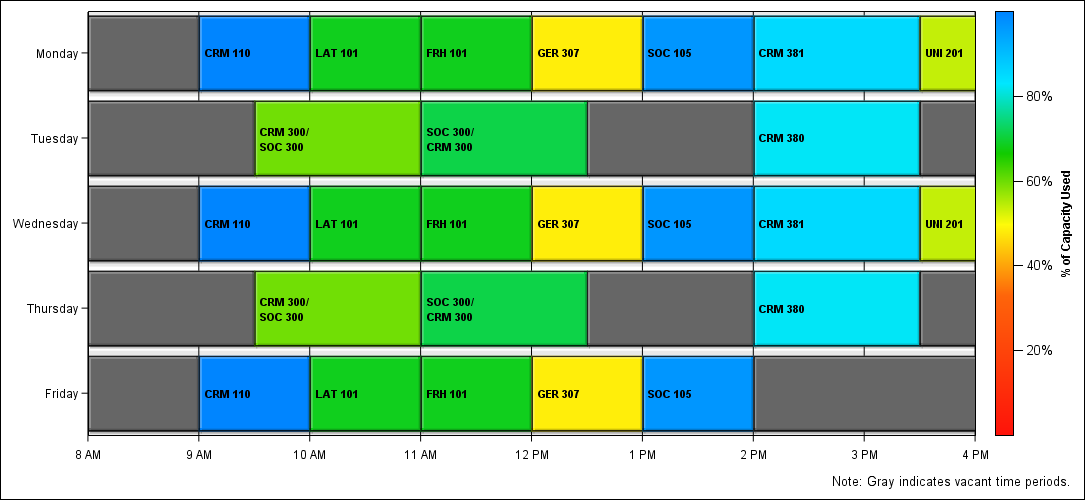 Monday
CRM 110
LAT 101
FRH 101
GER 307
SOC 105
CRM 381
UNI 201
Tuesday
CRM 300/
SOC 300
SOC 300/
CRM 300
CRM 380
Wednesday
CRM 110
LAT 101
FRH 101
GER 307
SOC 105
CRM 381
UNI 201
Thursday
CRM 300/
SOC 300
SOC 300/
CRM 300
CRM 380
Friday
CRM 110
LAT 101
FRH 101
GER 307
SOC 105
8 AM
9 AM
10 AM
11 AM
12 PM
1 PM
2 PM
3 PM
4 PM
80%
60%
40%
20%
% of Capacity Used
Note: Gray indicates vacant time periods.